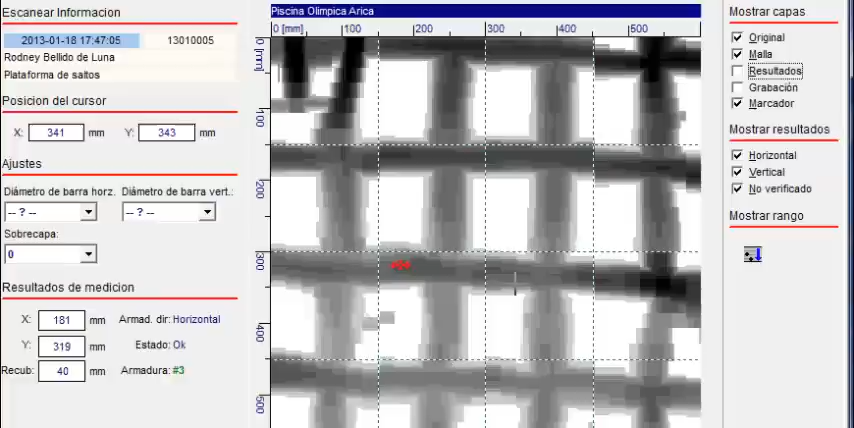 Escanear Informacion
2013-01-18 17:47:05 13010005
Rodney Bellido de Luna
Plataforma de saltos
Posicion del cursor
X: 341 mm Y: 343 mm
Ajustes
Diámetro de barra horz. Diámetro de barra vert.:
-- ? -- -- ? --
Sobrecapa:
0
Resultados de medicion
X: 181 mm Armad. dir: Horizontal
Y: 319 mm Estado: Ok
Recub: 40 mm Armadura: #3
Piscina Olimpica Arica
0 [mm] 100 200 300 400 500
0 [mm]
100
200
300
400
500
Mostrar capas
Original
Malla
Resultados
Grabación
Marcador
Mostrar resultados
Horizontal
Vertical
No verificado
Mostrar rango